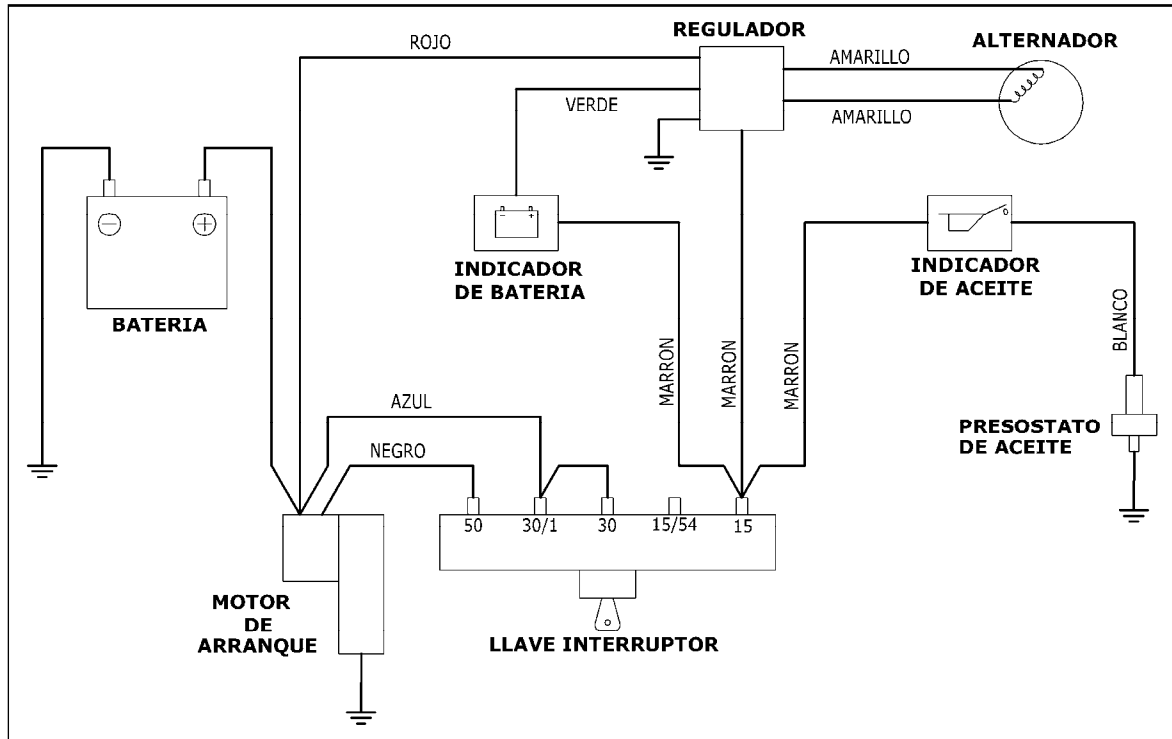 REGULADOR
ROJO
AMARILLO
ALTERNADOR
VERDE
AMARILLO
BATERIA
INDICADOR
DE BATERIA
INDICADOR
DE ACEITE
MARRON
MARRON
MARRON
BLANCO
AZUL
NEGRO
PRESOSTATO
DE ACEITE
50
30/1
30
15/54
15
MOTOR
DE
ARRANQUE
LLAVE INTERRUPTOR